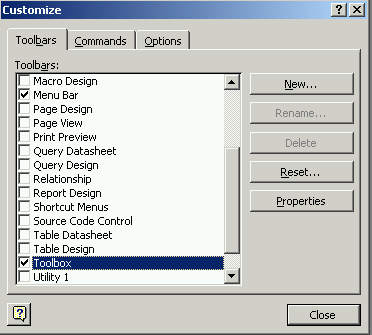 Customize
Toolbars Commands Options
Toolbars:
Macro Design
Menu Bar
Page Design
Page View
Print Preview
Query Datasheet
Query Design
Relationship
Report Design
Shortcut Menus
Source Code Control
Table Datasheet
Table Design
Toolbox
Utility 1
New...
Rename...
Delete
Reset...
Properties
Close